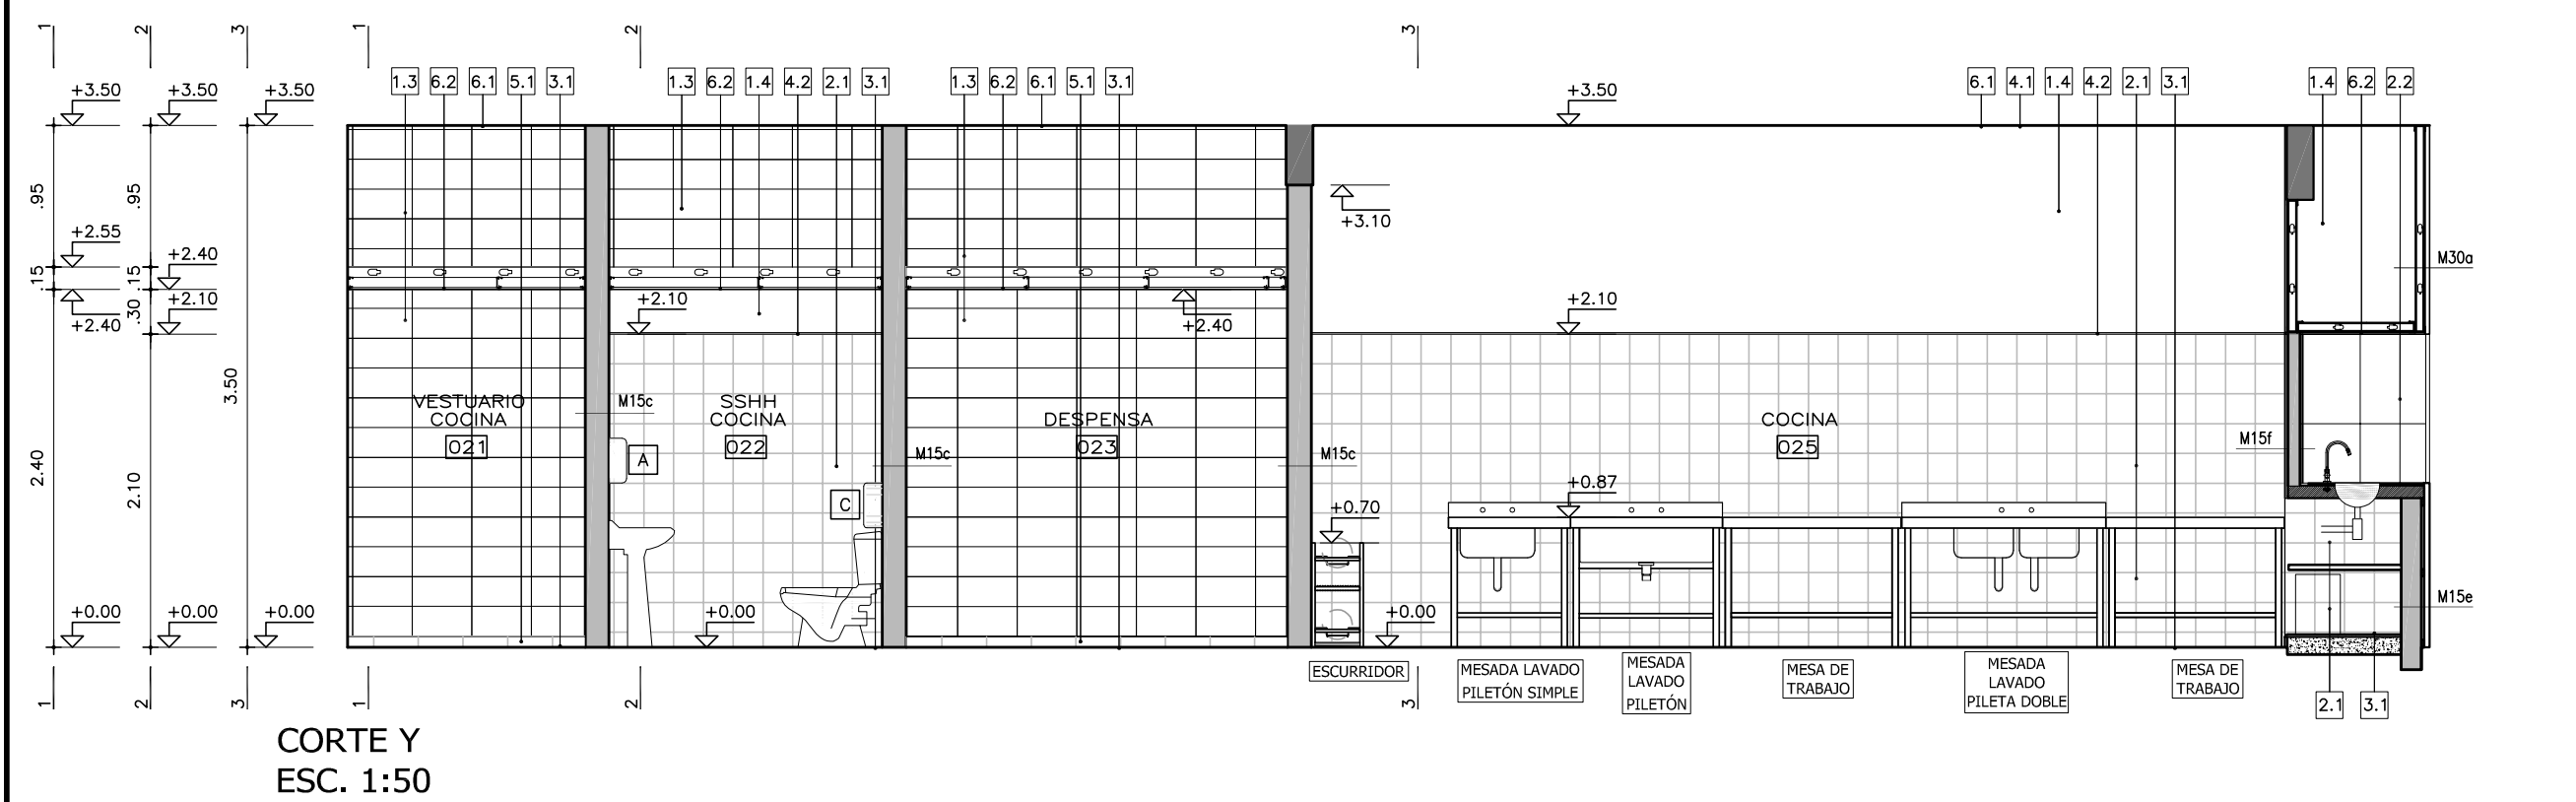 1 2 3 1 2 3
1.3 6.2 6.1 5.1 3.1 1.3 6.2 1.4 4.2 2.1 3.1 1.3 6.2 6.1 5.1 3.1 6.1 4.1 1.4 4.2 2.1 3.1 1.4 6.2 2.2
+3.50 +3.50 +3.50 +3.50
.95 .95
+3.10
+2.55
+2.40
.15 .15
M30a
+2.10 +2.10 +2.10
.30
+2.40 +2.40
3.50
VESTUARIO
COCINA
021
M15c
SSHH
COCINA
022
DESPENSA
023
COCINA
025
A
M15c
M15c
M15f
2.40
2.10
C
+0.87
+0.70
+0.00 +0.00 +0.00 +0.00 +0.00
M15e
ESCURRIDOR
MESADA LAVADO
PILETÓN SIMPLE
MESADA
LAVADO
PILETÓN
MESA DE
TRABAJO
MESADA
LAVADO
PILETA DOBLE
MESA DE
TRABAJO
2.1 3.1
1 2 3 1 2 3
CORTE Y
ESC. 1:50